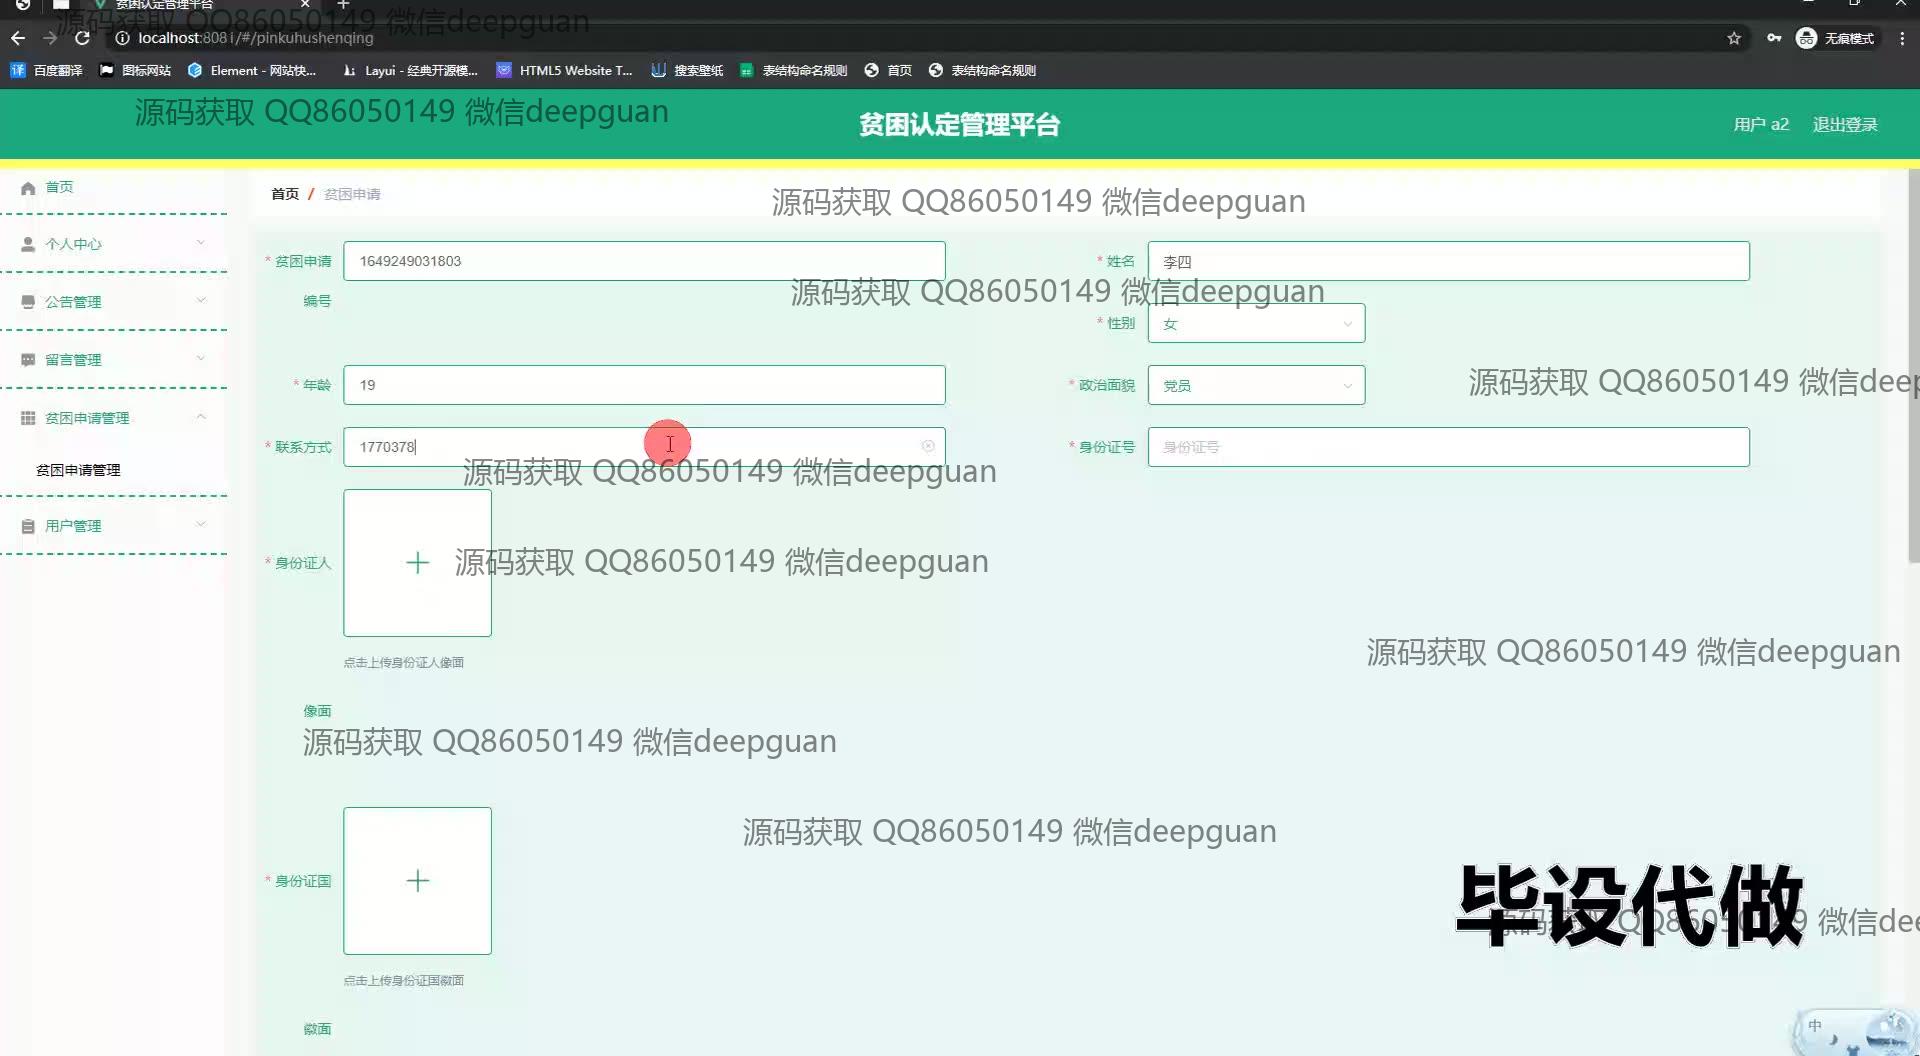 贫困认定管理平台
源码获取 QQ86050149 微信deepguan
localhost:8081/#/pinkuhushenqing
无痕模式
百度翻译 图标网站 Element - 网站快... Layui - 经典开源模... HTML5 Website T... 搜索壁纸 表结构命名规则 首页 表结构命名规则
源码获取 QQ86050149 微信deepguan
贫困认定管理平台
用户 a2 退出登录
首页
首页 / 贫困申请
源码获取 QQ86050149 微信deepguan
个人中心
* 贫困申请 1649249031803
* 姓名 李四
编号
公告管理
源码获取 QQ86050149 微信deepguan
* 性别 女
留言管理
* 年龄 19
* 政治面貌 党员
源码获取 QQ86050149 微信deep
贫困申请管理
* 联系方式 1770378
* 身份证号 身份证号
贫困申请管理
源码获取 QQ86050149 微信deepguan
用户管理
* 身份证人
源码获取 QQ86050149 微信deepguan
点击上传身份证人像面
源码获取 QQ86050149 微信deepguan
像面
源码获取 QQ86050149 微信deepguan
源码获取 QQ86050149 微信deepguan
* 身份证国
毕设代做
源码获取 QQ86050149 微信dee
点击上传身份证国徽面
徽面
中